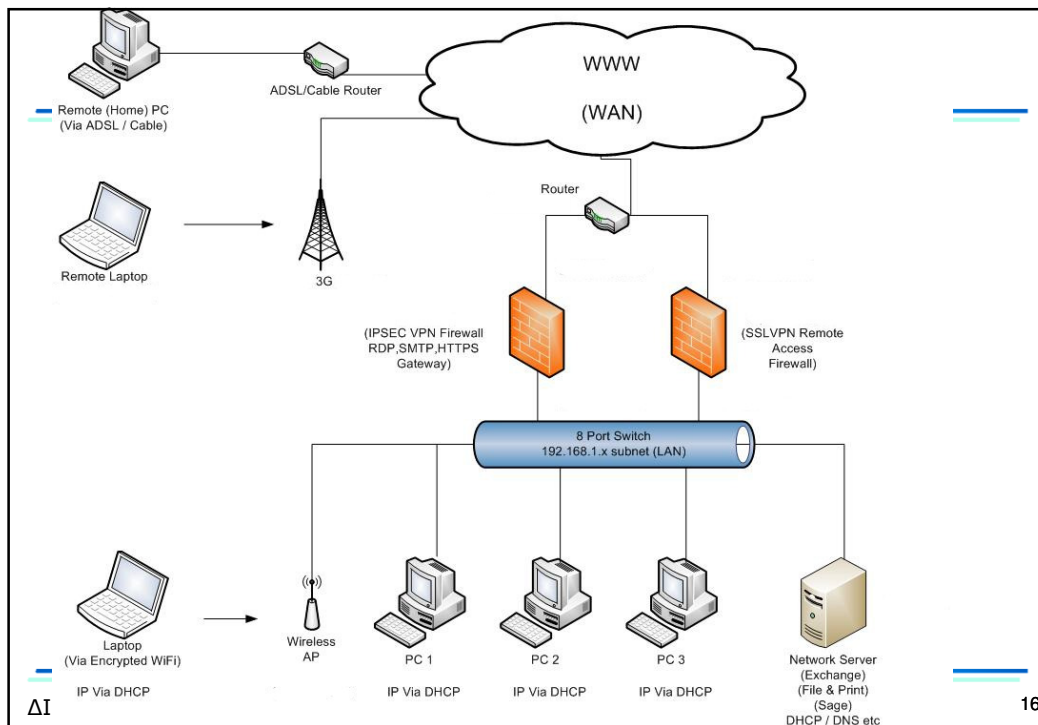 WWW
(WAN)
ADSL/Cable Router
Remote (Home) PC
(Via ADSL / Cable)
Router
Remote Laptop
3G
(IPSEC VPN Firewall
RDP,SMTP,HTTPS
Gateway)
(SSLVPN Remote
Access
Firewall)
8 Port Switch
192.168.1.x subnet (LAN)
Laptop
(Via Encrypted WiFi)
IP Via DHCP
Wireless
AP
PC 1
IP Via DHCP
PC 2
IP Via DHCP
PC 3
IP Via DHCP
Network Server
(Exchange)
(File & Print)
(Sage)
DHCP / DNS etc
ΔΙ
16